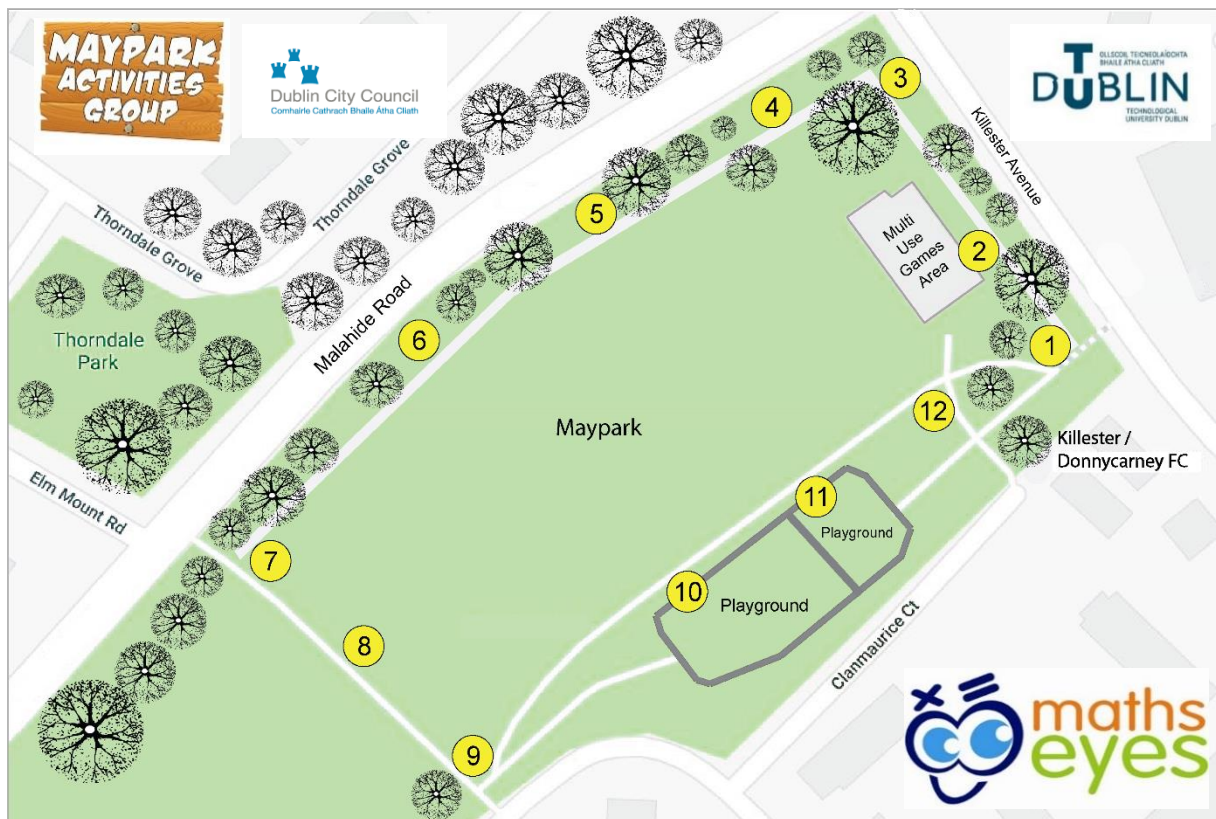 MAYPARK
ACTIVITIES
GROUP
Dublin City Council
Comhairle Cathrach Bhaile Átha Cliath
OLLSCOIL TEICNEOLAÍOCHTA
BHAILE ÁTHA CLIATH
TU DUBLIN
TECHNOLOGICAL
UNIVERSITY DUBLIN
3
4
Killester Avenue
Thorndale Grove
Thorndale Grove
5
2
Multi
Use
Games
Area
Malahide Road
6
1
Thorndale
Park
12
Maypark
Killester /
Donnycarney FC
Elm Mount Rd
11
Playground
7
10
Playground
8
Clanmaurice Ct
9
maths
eyes